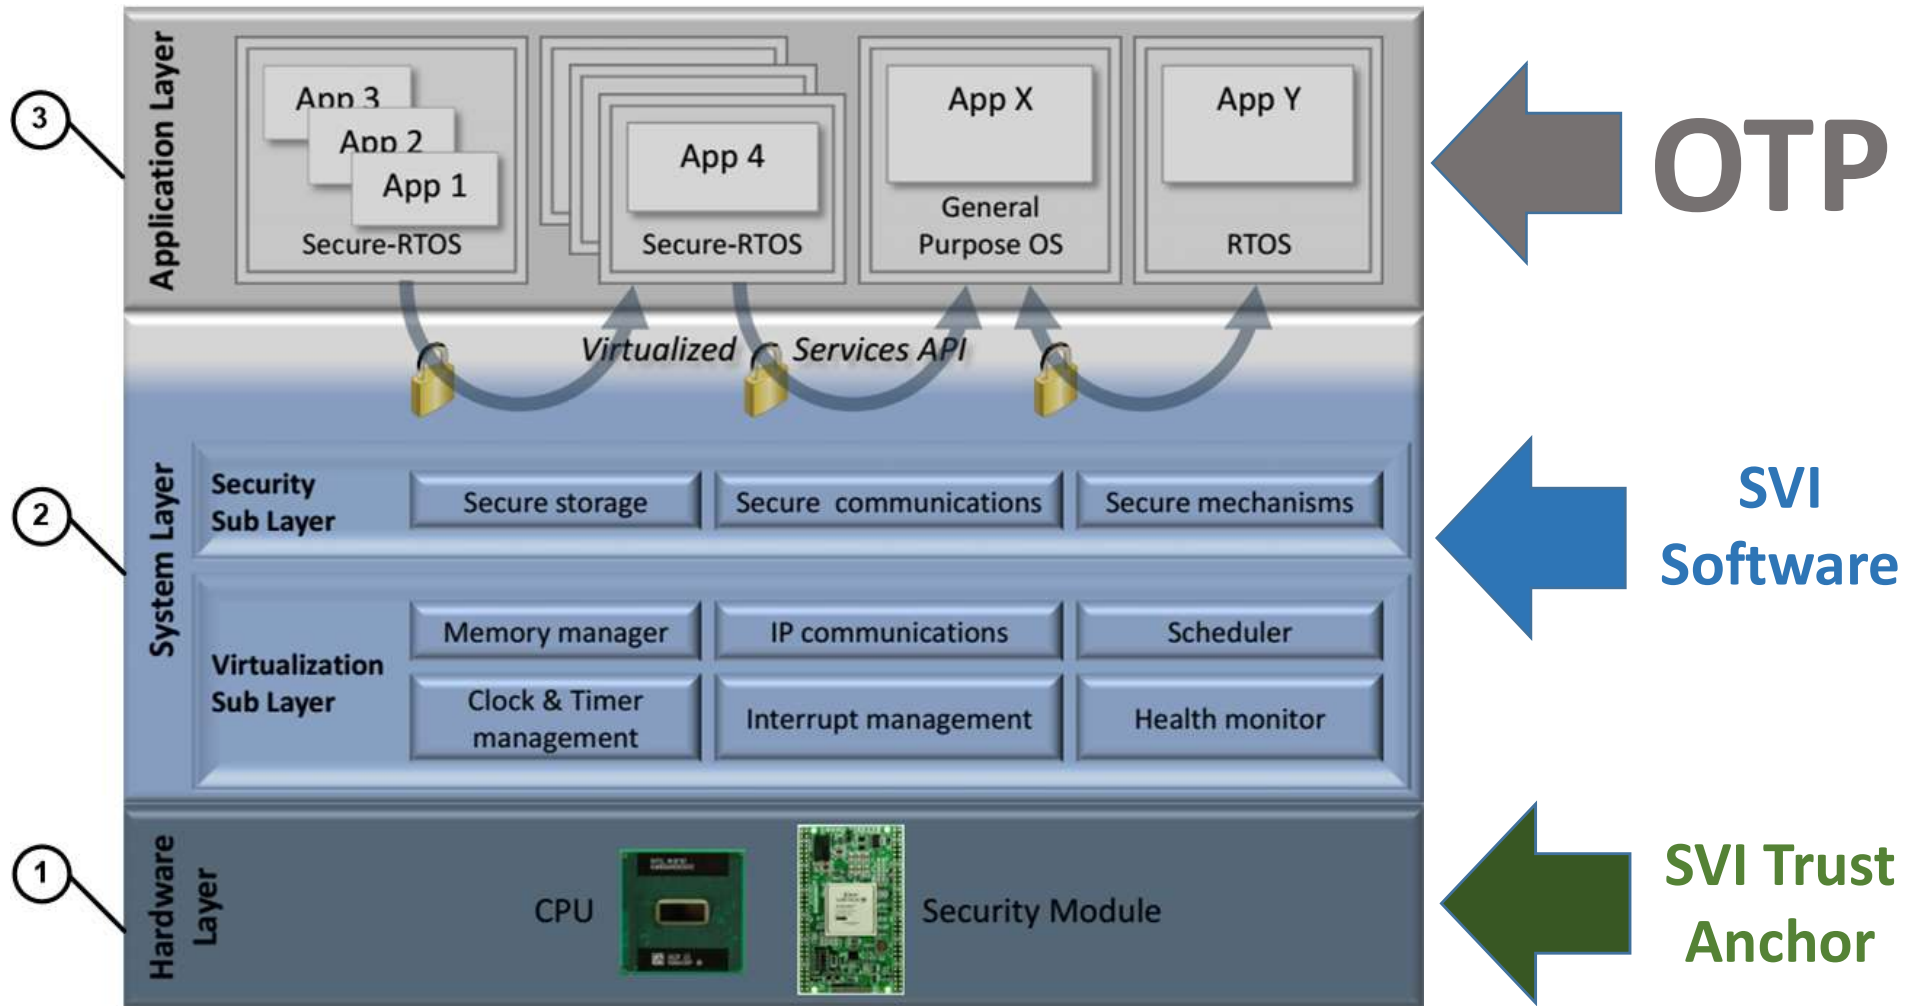 3
Application Layer
App 3
App 2
App 1
Secure-RTOS
App 4
Secure-RTOS
App X
General
Purpose OS
App Y
RTOS
OTP
Virtualized Services API
2
System Layer
Security
Sub Layer
Secure storage
Secure communications
Secure mechanisms
SVI
Software
Virtualization
Sub Layer
Memory manager
IP communications
Scheduler
Clock & Timer
management
Interrupt management
Health monitor
1
Hardware
Layer
CPU
Security Module
SVI Trust
Anchor